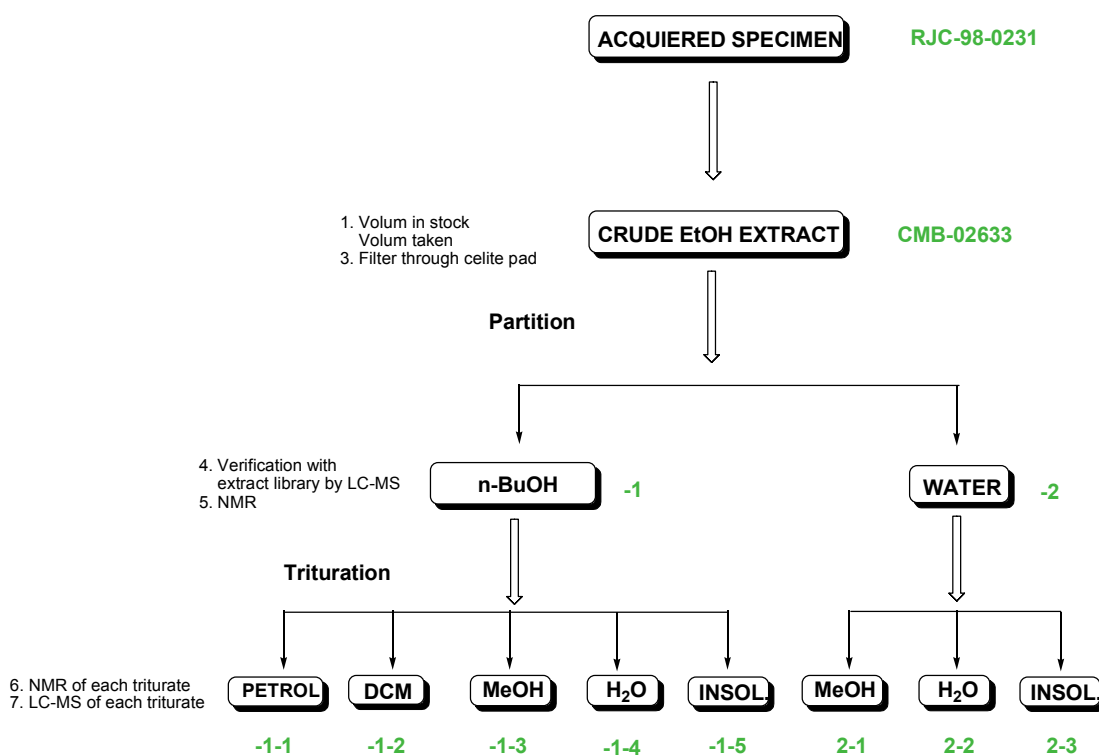 ACQUIERED SPECIMEN
RJC-98-0231
1. Volum in stock
Volum taken
3. Filter through celite pad
CRUDE EtOH EXTRACT
CMB-02633
Partition
4. Verification with
extract library by LC-MS
5. NMR
n-BuOH
-1
WATER
-2
Trituration
6. NMR of each triturate
7. LC-MS of each triturate
PETROL
DCM
MeOH
H₂O
INSOL.
MeOH
H₂O
INSOL.
-1-1
-1-2
-1-3
-1-4
-1-5
2-1
2-2
2-3